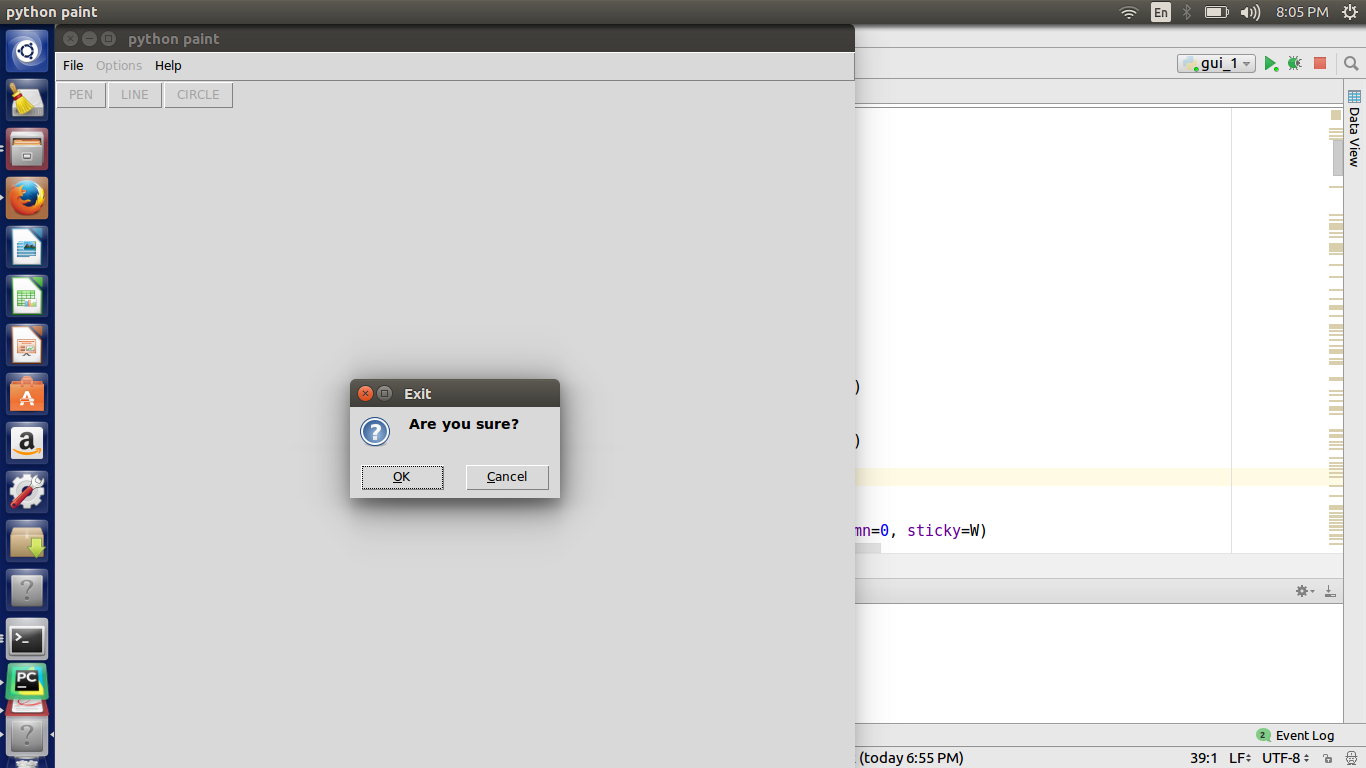 python paint
En
8:05 PM
python paint
File Options Help
PEN LINE CIRCLE
gui_1
Data View
Exit
Are you sure?
OK Cancel
)
)
mn=0, sticky=W)
2 Event Log
(today 6:55 PM) 39:1 LF UTF-8
PC